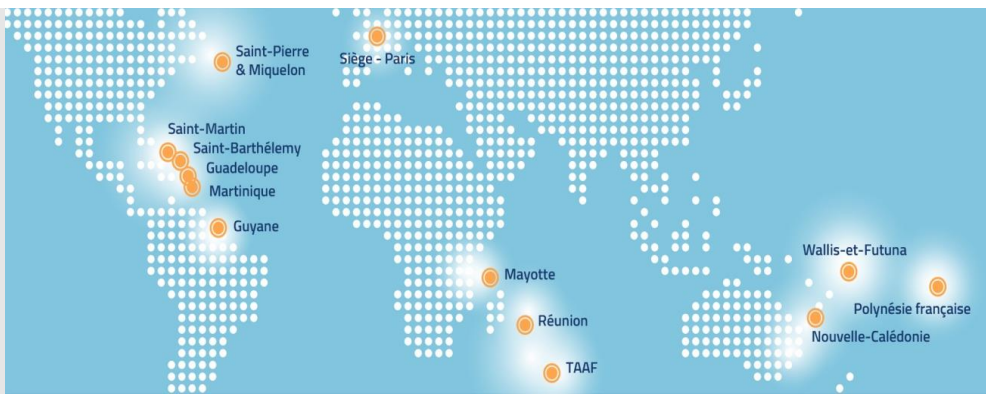 Saint-Pierre
& Miquelon
Siège - Paris
Saint-Martin
Saint-Barthélemy
Guadeloupe
Martinique
Guyane
Mayotte
Réunion
TAAF
Wallis-et-Futuna
Polynésie française
Nouvelle-Calédonie